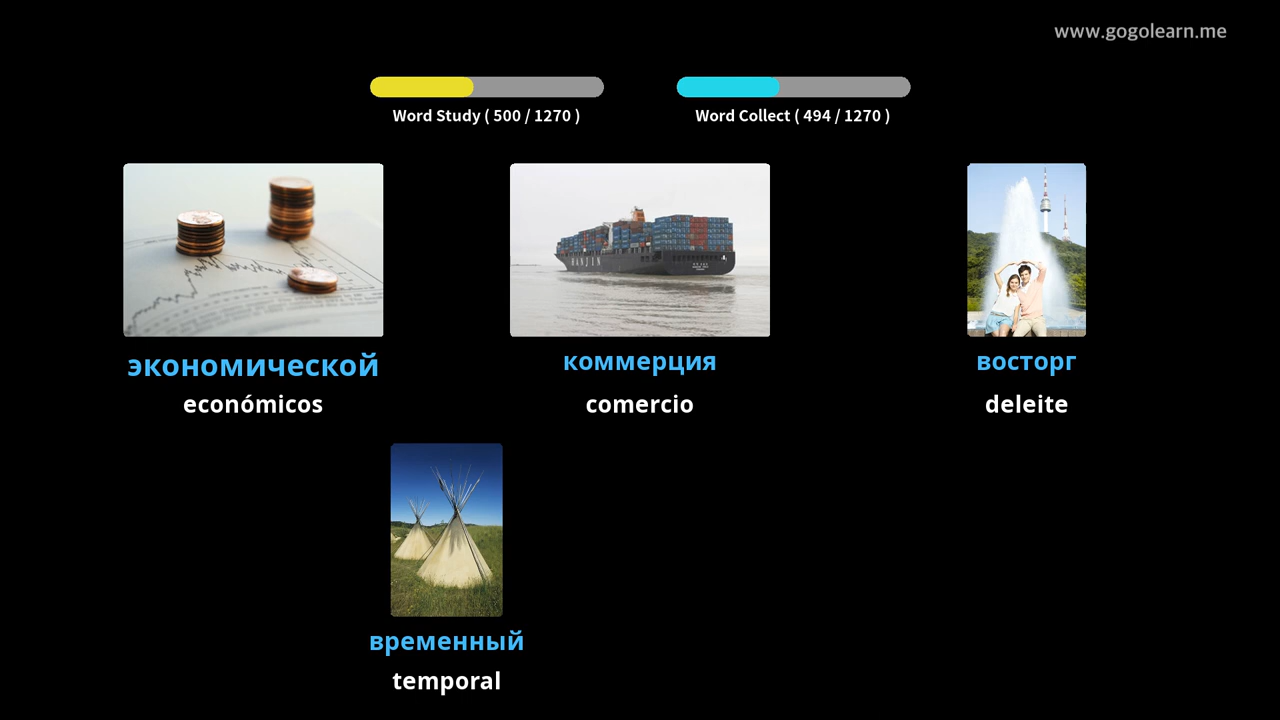 www.gogolearn.me
Word Study ( 500 / 1270 )
Word Collect ( 494 / 1270 )
HANJIN
экономической
коммерция
восторг
económicos
comercio
deleite
временный
temporal